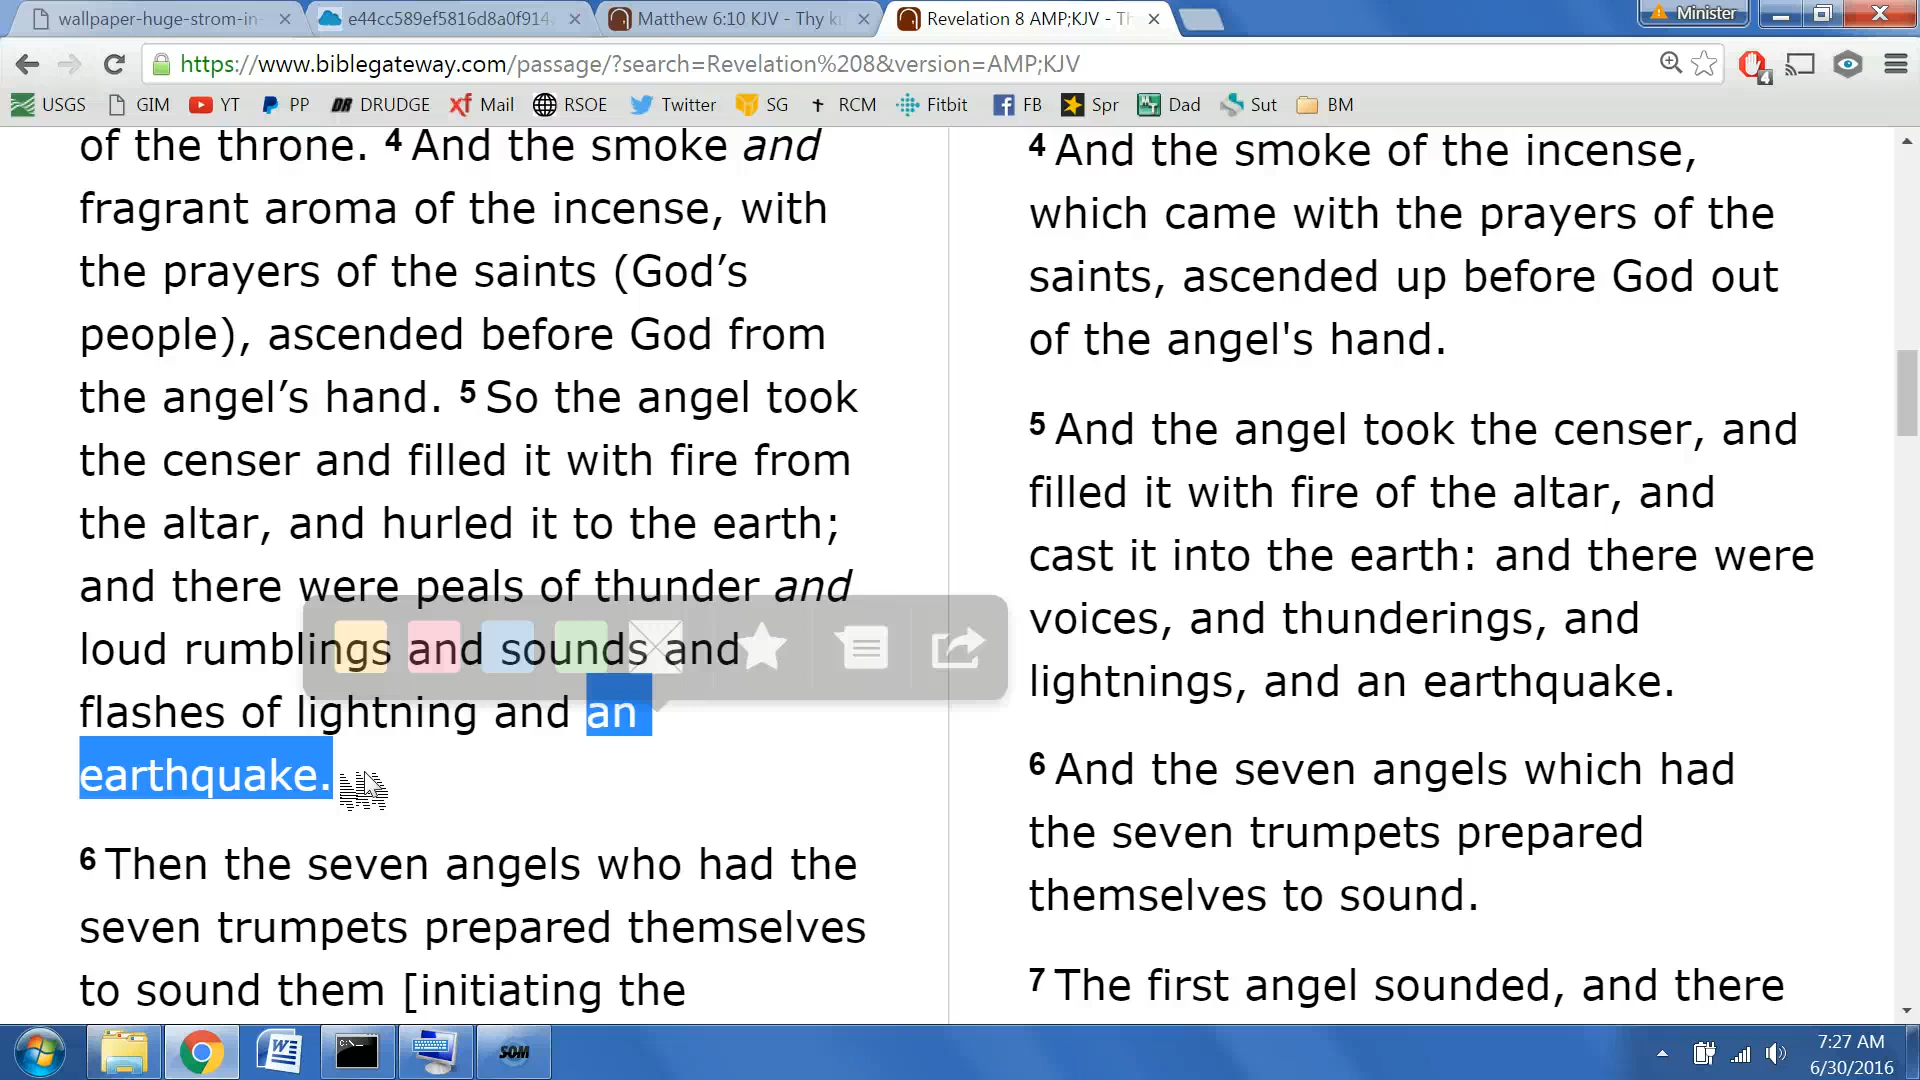 wallpaper-huge-strom-in-
e44cc589ef5816d8a0f914
Matthew 6:10 KJV - Thy ki
Revelation 8 AMP;KJV - Th
Minister
https://www.biblegateway.com/passage/?search=Revelation%208&version=AMP;KJV
4
USGS GIM YT PP DRUDGE Mail RSOE Twitter SG RCM Fitbit FB Spr Dad Sut BM
of the throne. 4 And the smoke and
fragrant aroma of the incense, with
the prayers of the saints (God’s
people), ascended before God from
the angel’s hand. 5 So the angel took
the censer and filled it with fire from
the altar, and hurled it to the earth;
and there were peals of thunder and
loud rumblings and sounds and
flashes of lightning and an
earthquake.
6 Then the seven angels who had the
seven trumpets prepared themselves
to sound them [initiating the
4 And the smoke of the incense,
which came with the prayers of the
saints, ascended up before God out
of the angel's hand.
5 And the angel took the censer, and
filled it with fire of the altar, and
cast it into the earth: and there were
voices, and thunderings, and
lightnings, and an earthquake.
6 And the seven angels which had
the seven trumpets prepared
themselves to sound.
7 The first angel sounded, and there
SOM
7:27 AM
6/30/2016